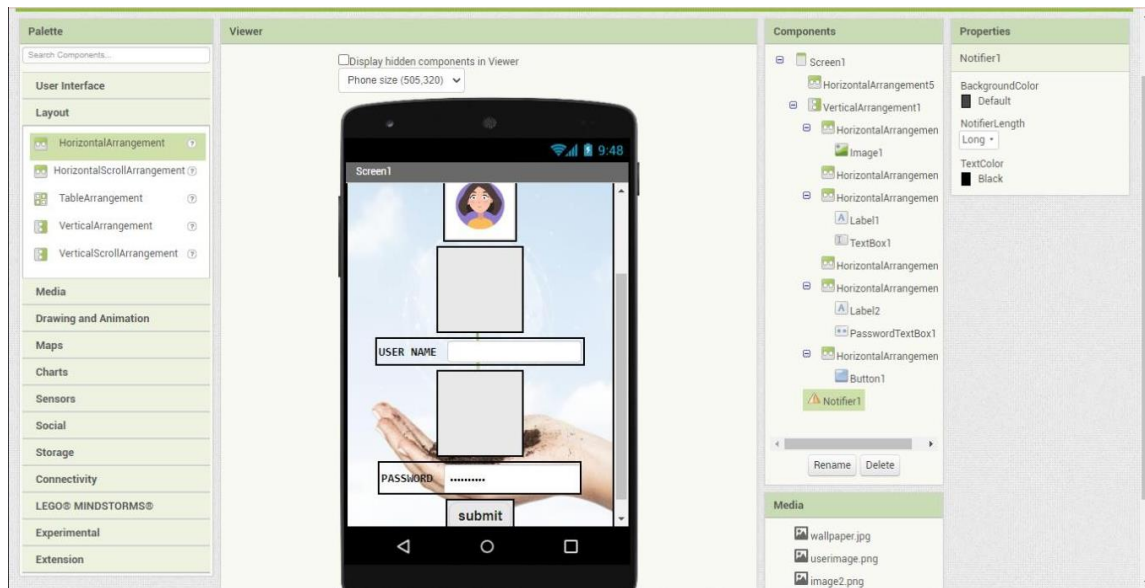 Palette
Search Components...
User Interface
Layout
HorizontalArrangement
HorizontalScrollArrangement
TableArrangement
VerticalArrangement
VerticalScrollArrangement
Media
Drawing and Animation
Maps
Charts
Sensors
Social
Storage
Connectivity
LEGO® MINDSTORMS®
Experimental
Extension
Viewer
Display hidden components in Viewer
Phone size (505,320)
9:48
Screen1
USER NAME
PASSWORD ..........
submit
Components
Screen1
HorizontalArrangement5
VerticalArrangement1
HorizontalArrangemen
Image1
HorizontalArrangemen
HorizontalArrangemen
Label1
TextBox1
HorizontalArrangemen
HorizontalArrangemen
Label2
PasswordTextBox1
HorizontalArrangemen
Button1
Notifier1
Rename Delete
Media
wallpaper.jpg
userimage.png
image2.png
Properties
Notifier1
BackgroundColor
Default
NotifierLength
Long
TextColor
Black